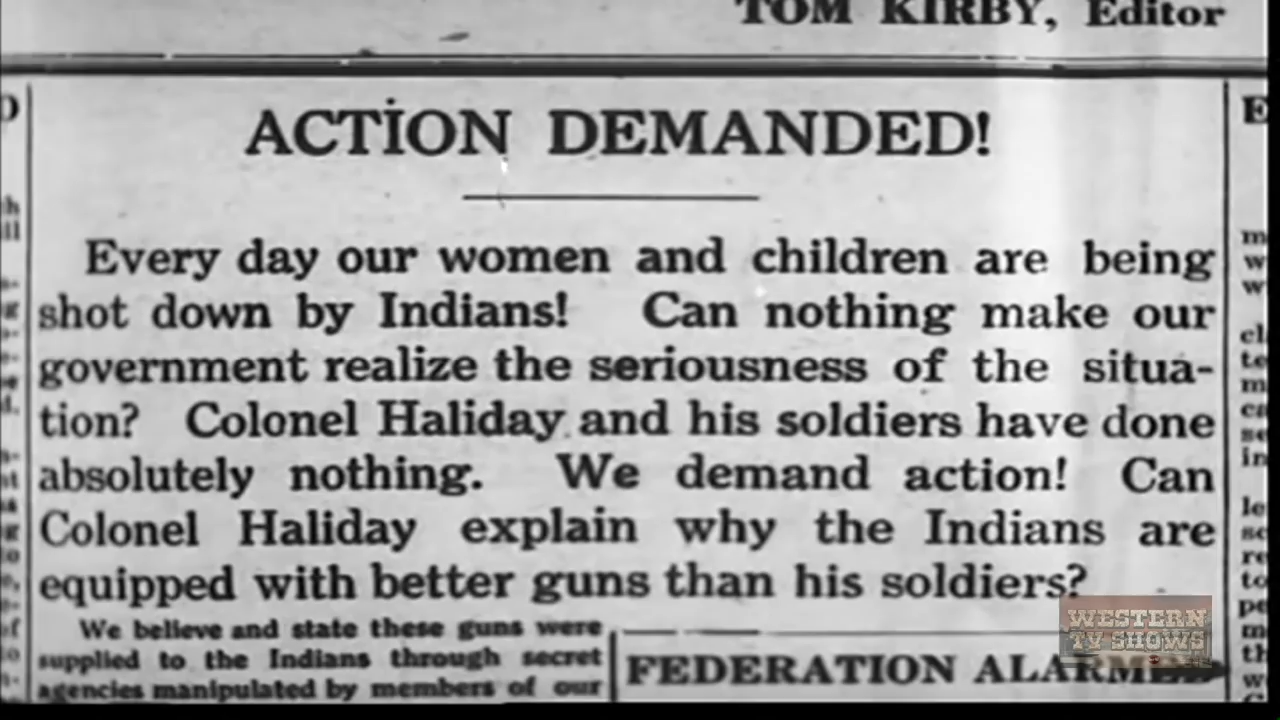 TOM KIRBY, Editor
ACTION DEMANDED!
Every day our women and children are being
shot down by Indians! Can nothing make our
government realize the seriousness of the situa-
tion? Colonel Haliday and his soldiers have done
absolutely nothing. We demand action! Can
Colonel Haliday explain why the Indians are
equipped with better guns than his soldiers?
We believe and state these guns were
supplied to the Indians through secret
agencies manipulated by members of our
FEDERATION ALARMED
WESTERN
TV SHOWS